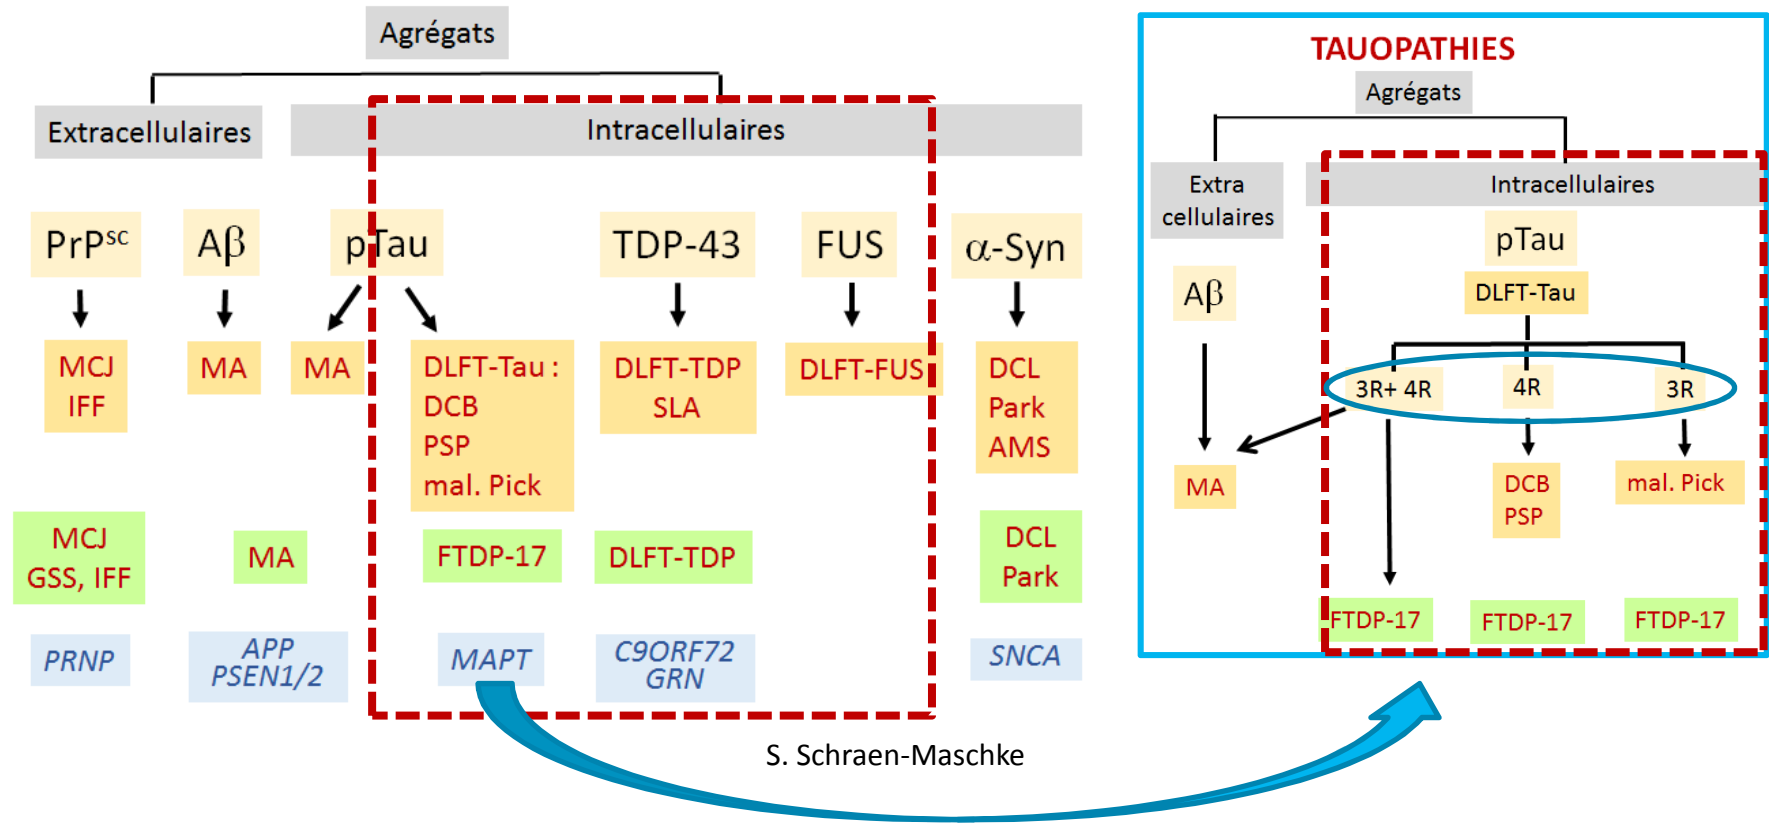 Agrégats
Extracellulaires
Intracellulaires
PrPSC
Aβ
pTau
TDP-43
FUS
α-Syn
MCJ
IFF
MA
MA
DLFT-Tau :
DCB
PSP
mal. Pick
DLFT-TDP
SLA
DLFT-FUS
DCL
Park
AMS
MCJ
GSS, IFF
MA
FTDP-17
DLFT-TDP
DCL
Park
PRNP
APP
PSEN1/2
MAPT
C9ORF72
GRN
SNCA
S. Schraen-Maschke
TAUOPATHIES
Agrégats
Extra
cellulaires
Intracellulaires
pTau
Aβ
DLFT-Tau
3R+ 4R
4R
3R
MA
DCB
PSP
mal. Pick
FTDP-17
FTDP-17
FTDP-17